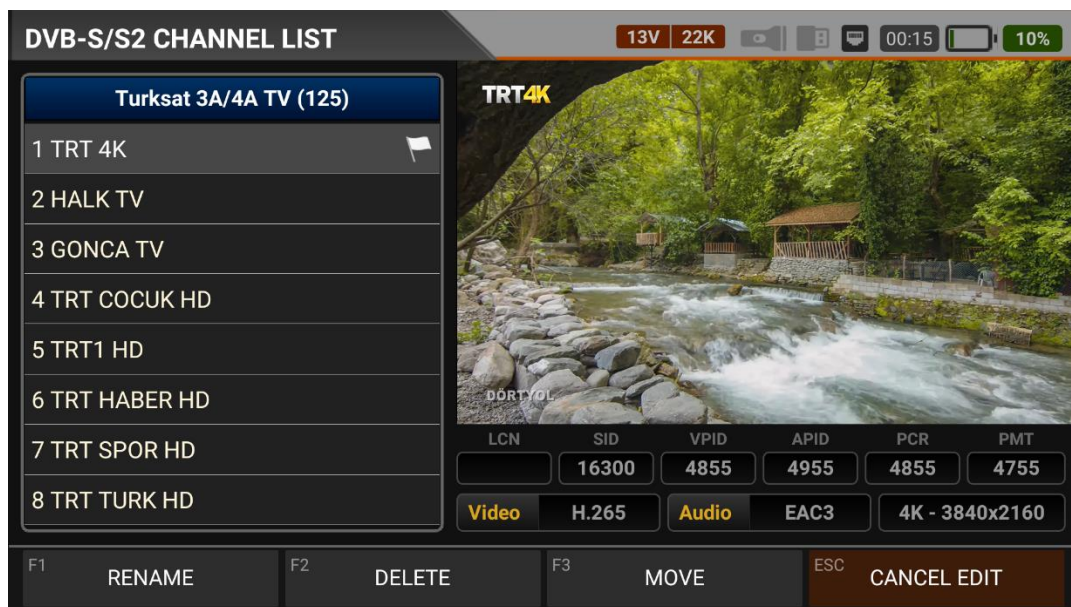 DVB-S/S2 CHANNEL LIST
13V 22K 00:15 10%
Turksat 3A/4A TV (125)
1 TRT 4K
2 HALK TV
3 GONCA TV
4 TRT COCUK HD
5 TRT1 HD
6 TRT HABER HD
7 TRT SPOR HD
8 TRT TURK HD
TRT4K
DÖRTYOL
LCN SID VPID APID PCR PMT
16300 4855 4955 4855 4755
Video H.265 Audio EAC3 4K - 3840x2160
F1 RENAME F2 DELETE F3 MOVE ESC CANCEL EDIT